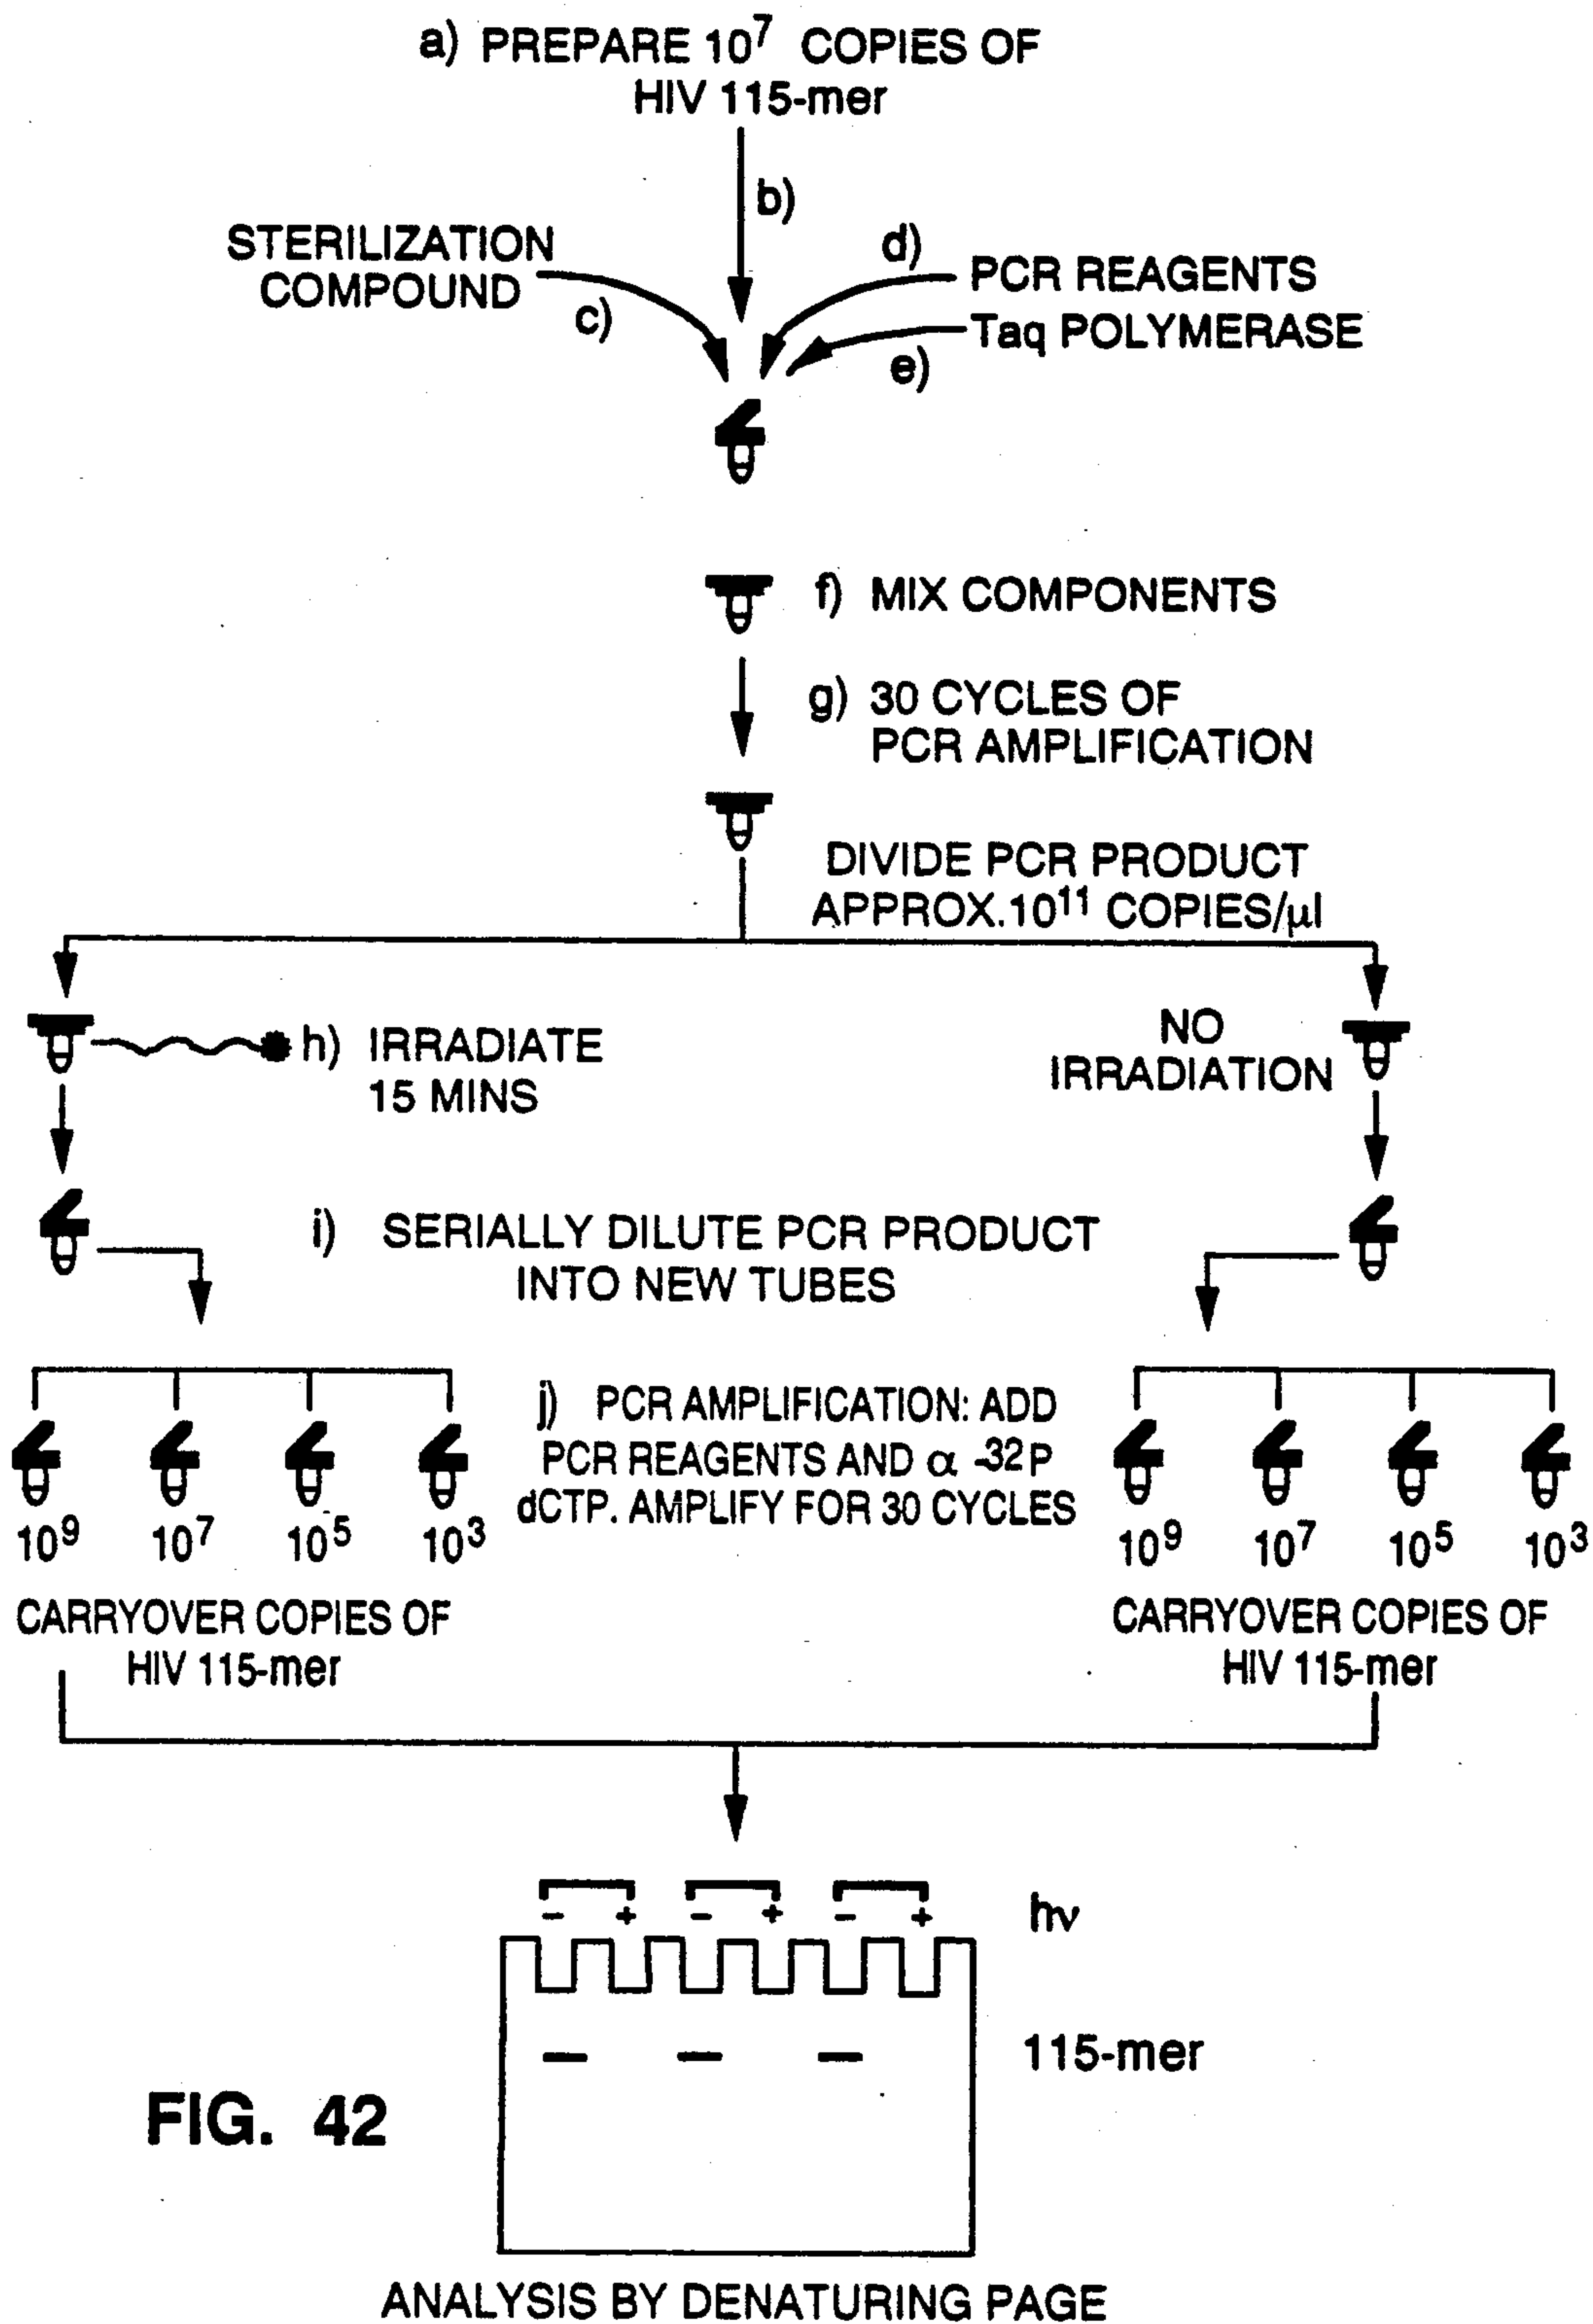 a) PREPARE 10⁷ COPIES OF
HIV 115-mer
b)
STERILIZATION
COMPOUND
c)
d)
PCR REAGENTS
Taq POLYMERASE
e)
f) MIX COMPONENTS
g) 30 CYCLES OF
PCR AMPLIFICATION
DIVIDE PCR PRODUCT
APPROX.10¹¹ COPIES/µl
h) IRRADIATE
15 MINS
NO
IRRADIATION
i) SERIALLY DILUTE PCR PRODUCT
INTO NEW TUBES
j) PCR AMPLIFICATION: ADD
PCR REAGENTS AND α -³²P
dCTP. AMPLIFY FOR 30 CYCLES
10⁹ 10⁷ 10⁵ 10³
CARRYOVER COPIES OF
HIV 115-mer
10⁹ 10⁷ 10⁵ 10³
CARRYOVER COPIES OF
HIV 115-mer
– + – + – + hν
115-mer
FIG. 42
ANALYSIS BY DENATURING PAGE